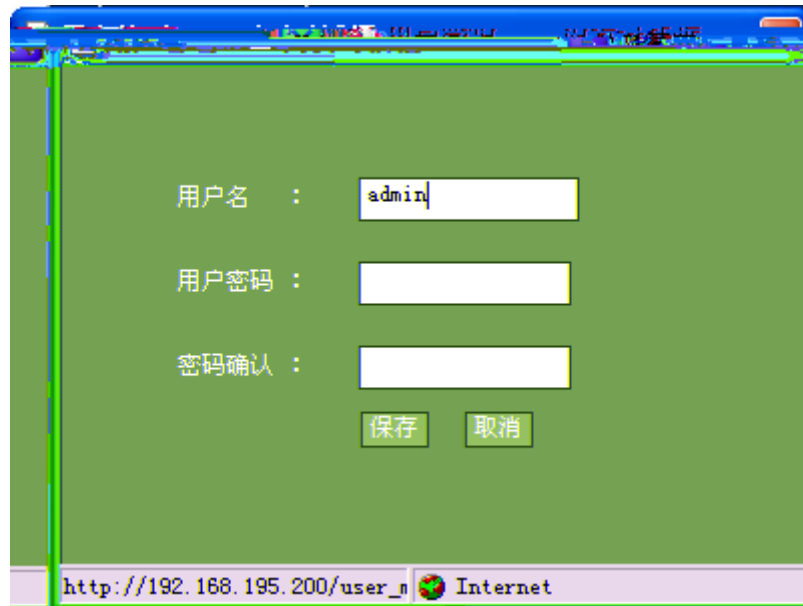 用户名 ： admin
用户密码 ：
密码确认 ：
保存 取消
http://192.168.195.200/user_ Internet